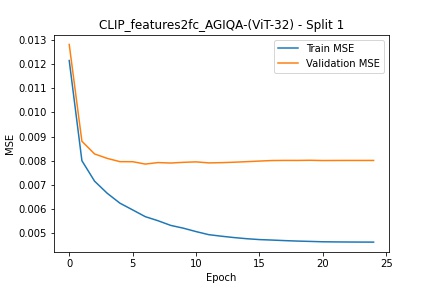 CLIP_features2fc_AGIQA-(ViT-32) - Split 1
Train MSE
Validation MSE
MSE
0.013
0.012
0.011
0.010
0.009
0.008
0.007
0.006
0.005
0 5 10 15 20 25
Epoch